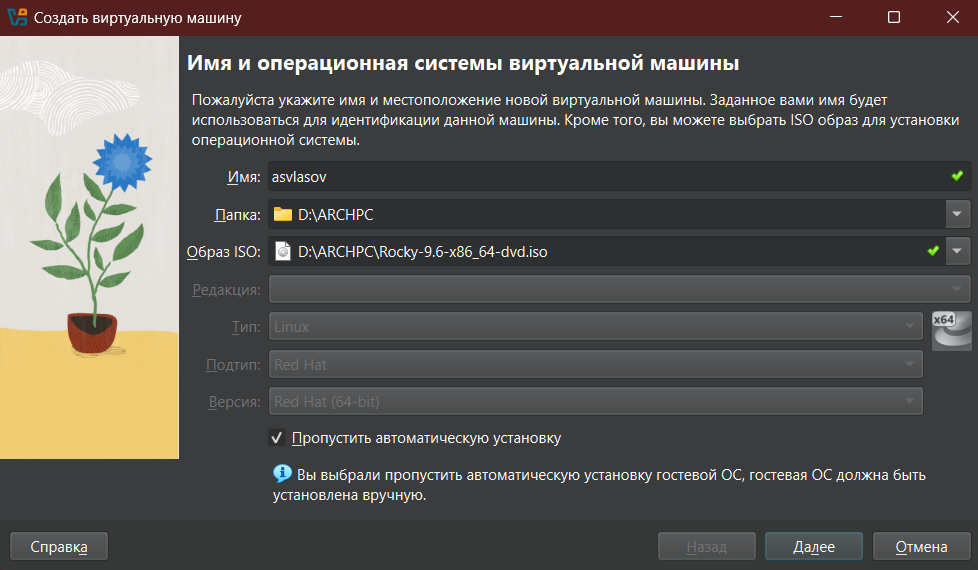 Создать виртуальную машину
Имя и операционная системы виртуальной машины
Пожалуйста укажите имя и местоположение новой виртуальной машины. Заданное вами имя будет
использоваться для идентификации данной машины. Кроме того, вы можете выбрать ISO образ для установки
операционной системы.
Имя: asvlasov
Папка: D:\ARCHPC
Образ ISO: D:\ARCHPC\Rocky-9.6-x86_64-dvd.iso
Редакция:
Тип: Linux
x64
Подтип: Red Hat
Версия: Red Hat (64-bit)
Пропустить автоматическую установку
Вы выбрали пропустить автоматическую установку гостевой ОС, гостевая ОС должна быть
установлена вручную.
Справка Назад Далее Отмена